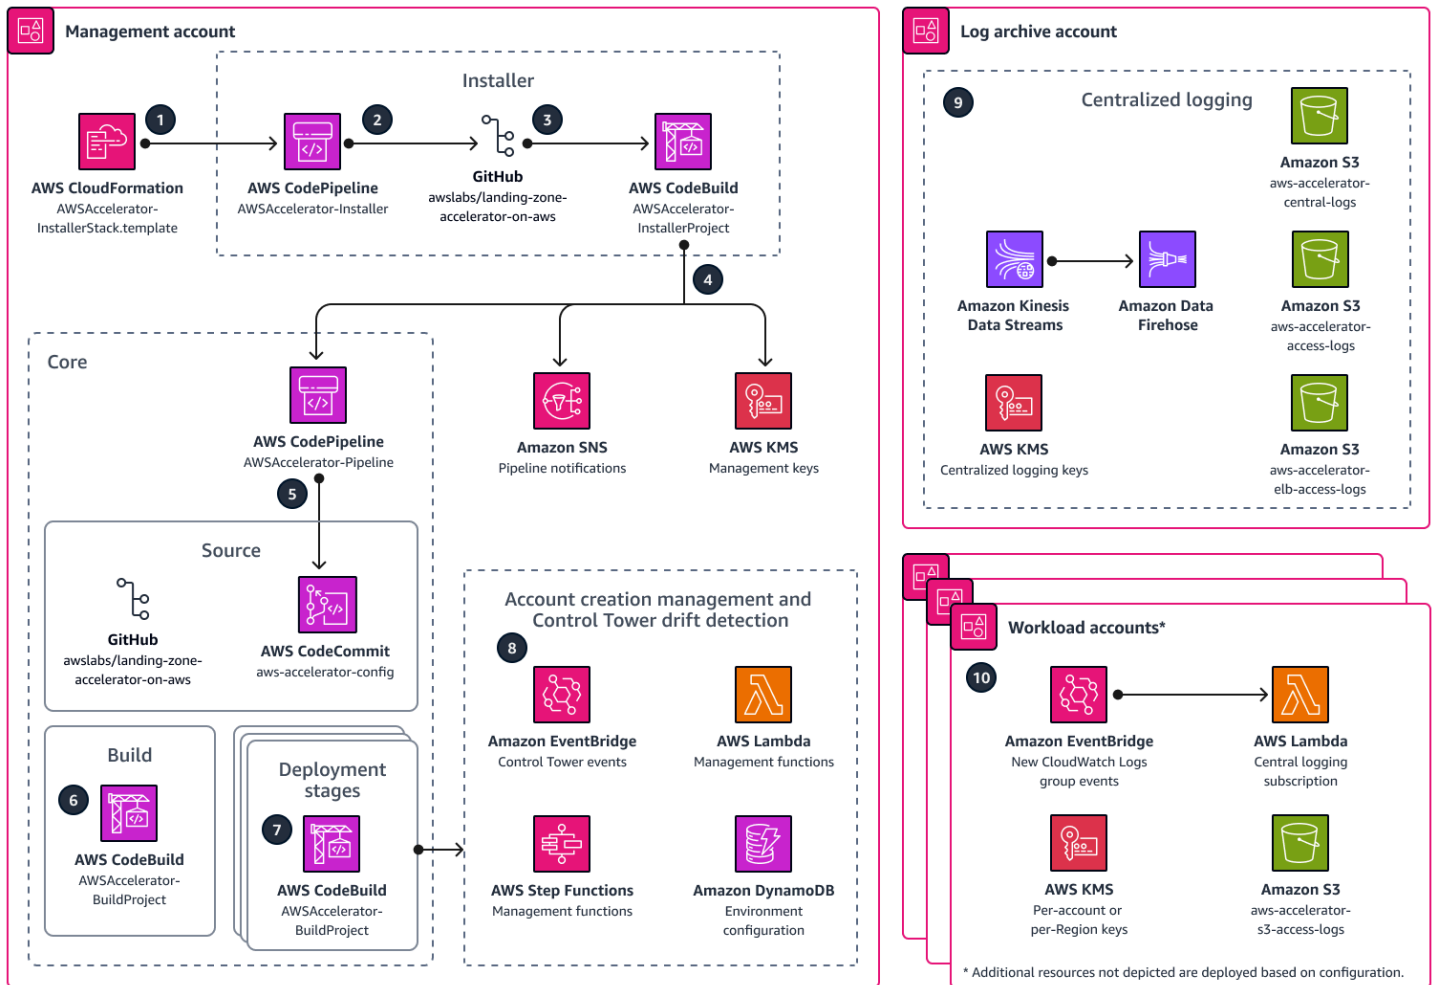 Management account
Installer
1
2
3
AWS CloudFormation
AWSAccelerator-
InstallerStack.template
AWS CodePipeline
AWSAccelerator-Installer
GitHub
awslabs/landing-zone-
accelerator-on-aws
AWS CodeBuild
AWSAccelerator-
InstallerProject
4
Core
AWS CodePipeline
AWSAccelerator-Pipeline
Amazon SNS
Pipeline notifications
AWS KMS
Management keys
5
Source
GitHub
awslabs/landing-zone-
accelerator-on-aws
AWS CodeCommit
aws-accelerator-config
Build
6
AWS CodeBuild
AWSAccelerator-
BuildProject
Deployment
stages
7
AWS CodeBuild
AWSAccelerator-
BuildProject
Account creation management and
Control Tower drift detection
8
Amazon EventBridge
Control Tower events
AWS Lambda
Management functions
AWS Step Functions
Management functions
Amazon DynamoDB
Environment
configuration
Log archive account
9
Centralized logging
Amazon S3
aws-accelerator-
central-logs
Amazon Kinesis
Data Streams
Amazon Data
Firehose
Amazon S3
aws-accelerator-
access-logs
AWS KMS
Centralized logging keys
Amazon S3
aws-accelerator-
elb-access-logs
Workload accounts*
10
Amazon EventBridge
New CloudWatch Logs
group events
AWS Lambda
Central logging
subscription
AWS KMS
Per-account or
per-Region keys
Amazon S3
aws-accelerator-
s3-access-logs
* Additional resources not depicted are deployed based on configuration.